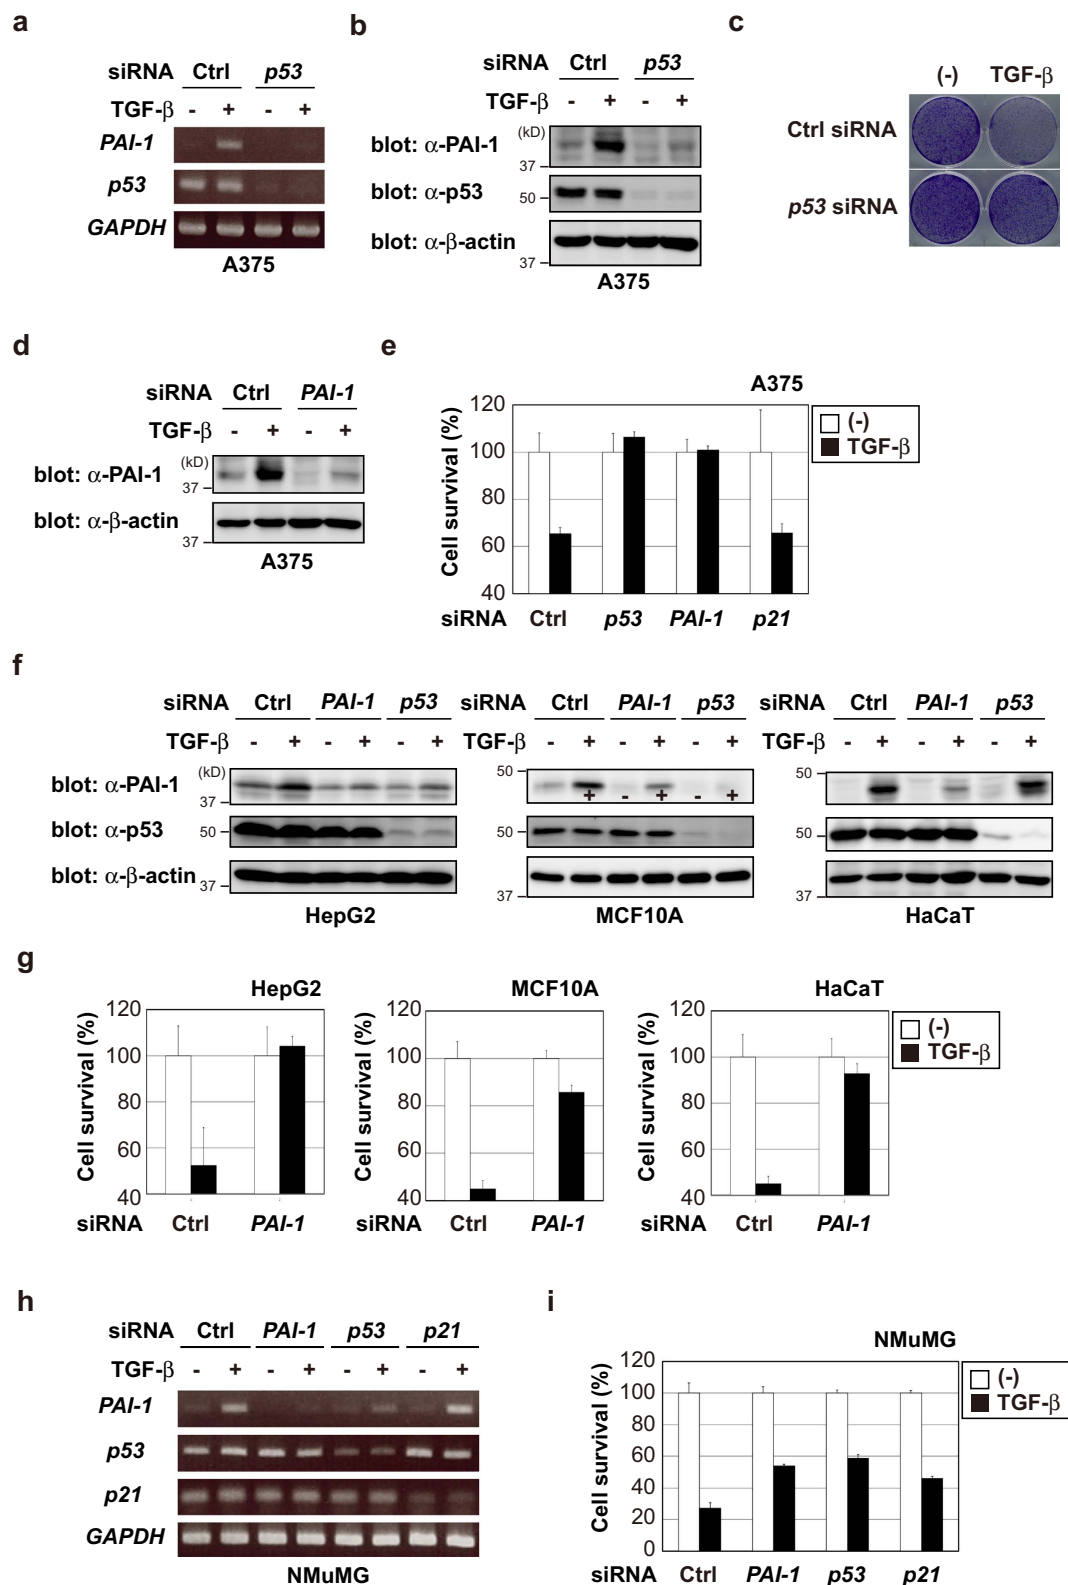 a
siRNA Ctrl p53
TGF-β - + - +
PAI-1
p53
GAPDH
A375
b
siRNA Ctrl p53
TGF-β - + - +
(kD)
blot: α-PAI-1
37
blot: α-p53
50
blot: α-β-actin
37
A375
c
(-) TGF-β
Ctrl siRNA
p53 siRNA
d
siRNA Ctrl PAI-1
TGF-β - + - +
(kD)
blot: α-PAI-1
37
blot: α-β-actin
37
A375
e
A375
(-)
TGF-β
Cell survival (%)
120
100
80
60
40
siRNA Ctrl p53 PAI-1 p21
f
siRNA Ctrl PAI-1 p53
TGF-β - + - + - +
(kD)
blot: α-PAI-1
37
blot: α-p53
50
blot: α-β-actin
37
HepG2
siRNA Ctrl PAI-1 p53
TGF-β - + - + - +
50
+ - + - +
50
37
MCF10A
siRNA Ctrl PAI-1 p53
TGF-β - + - + - +
50
50
37
HaCaT
g
HepG2
Cell survival (%)
120
100
80
60
40
siRNA Ctrl PAI-1
MCF10A
Cell survival (%)
120
100
80
60
40
siRNA Ctrl PAI-1
HaCaT
(-)
TGF-β
Cell survival (%)
120
100
80
60
40
siRNA Ctrl PAI-1
h
siRNA Ctrl PAI-1 p53 p21
TGF-β - + - + - + - +
PAI-1
p53
p21
GAPDH
NMuMG
i
NMuMG
(-)
TGF-β
Cell survival (%)
120
100
80
60
40
20
0
siRNA Ctrl PAI-1 p53 p21